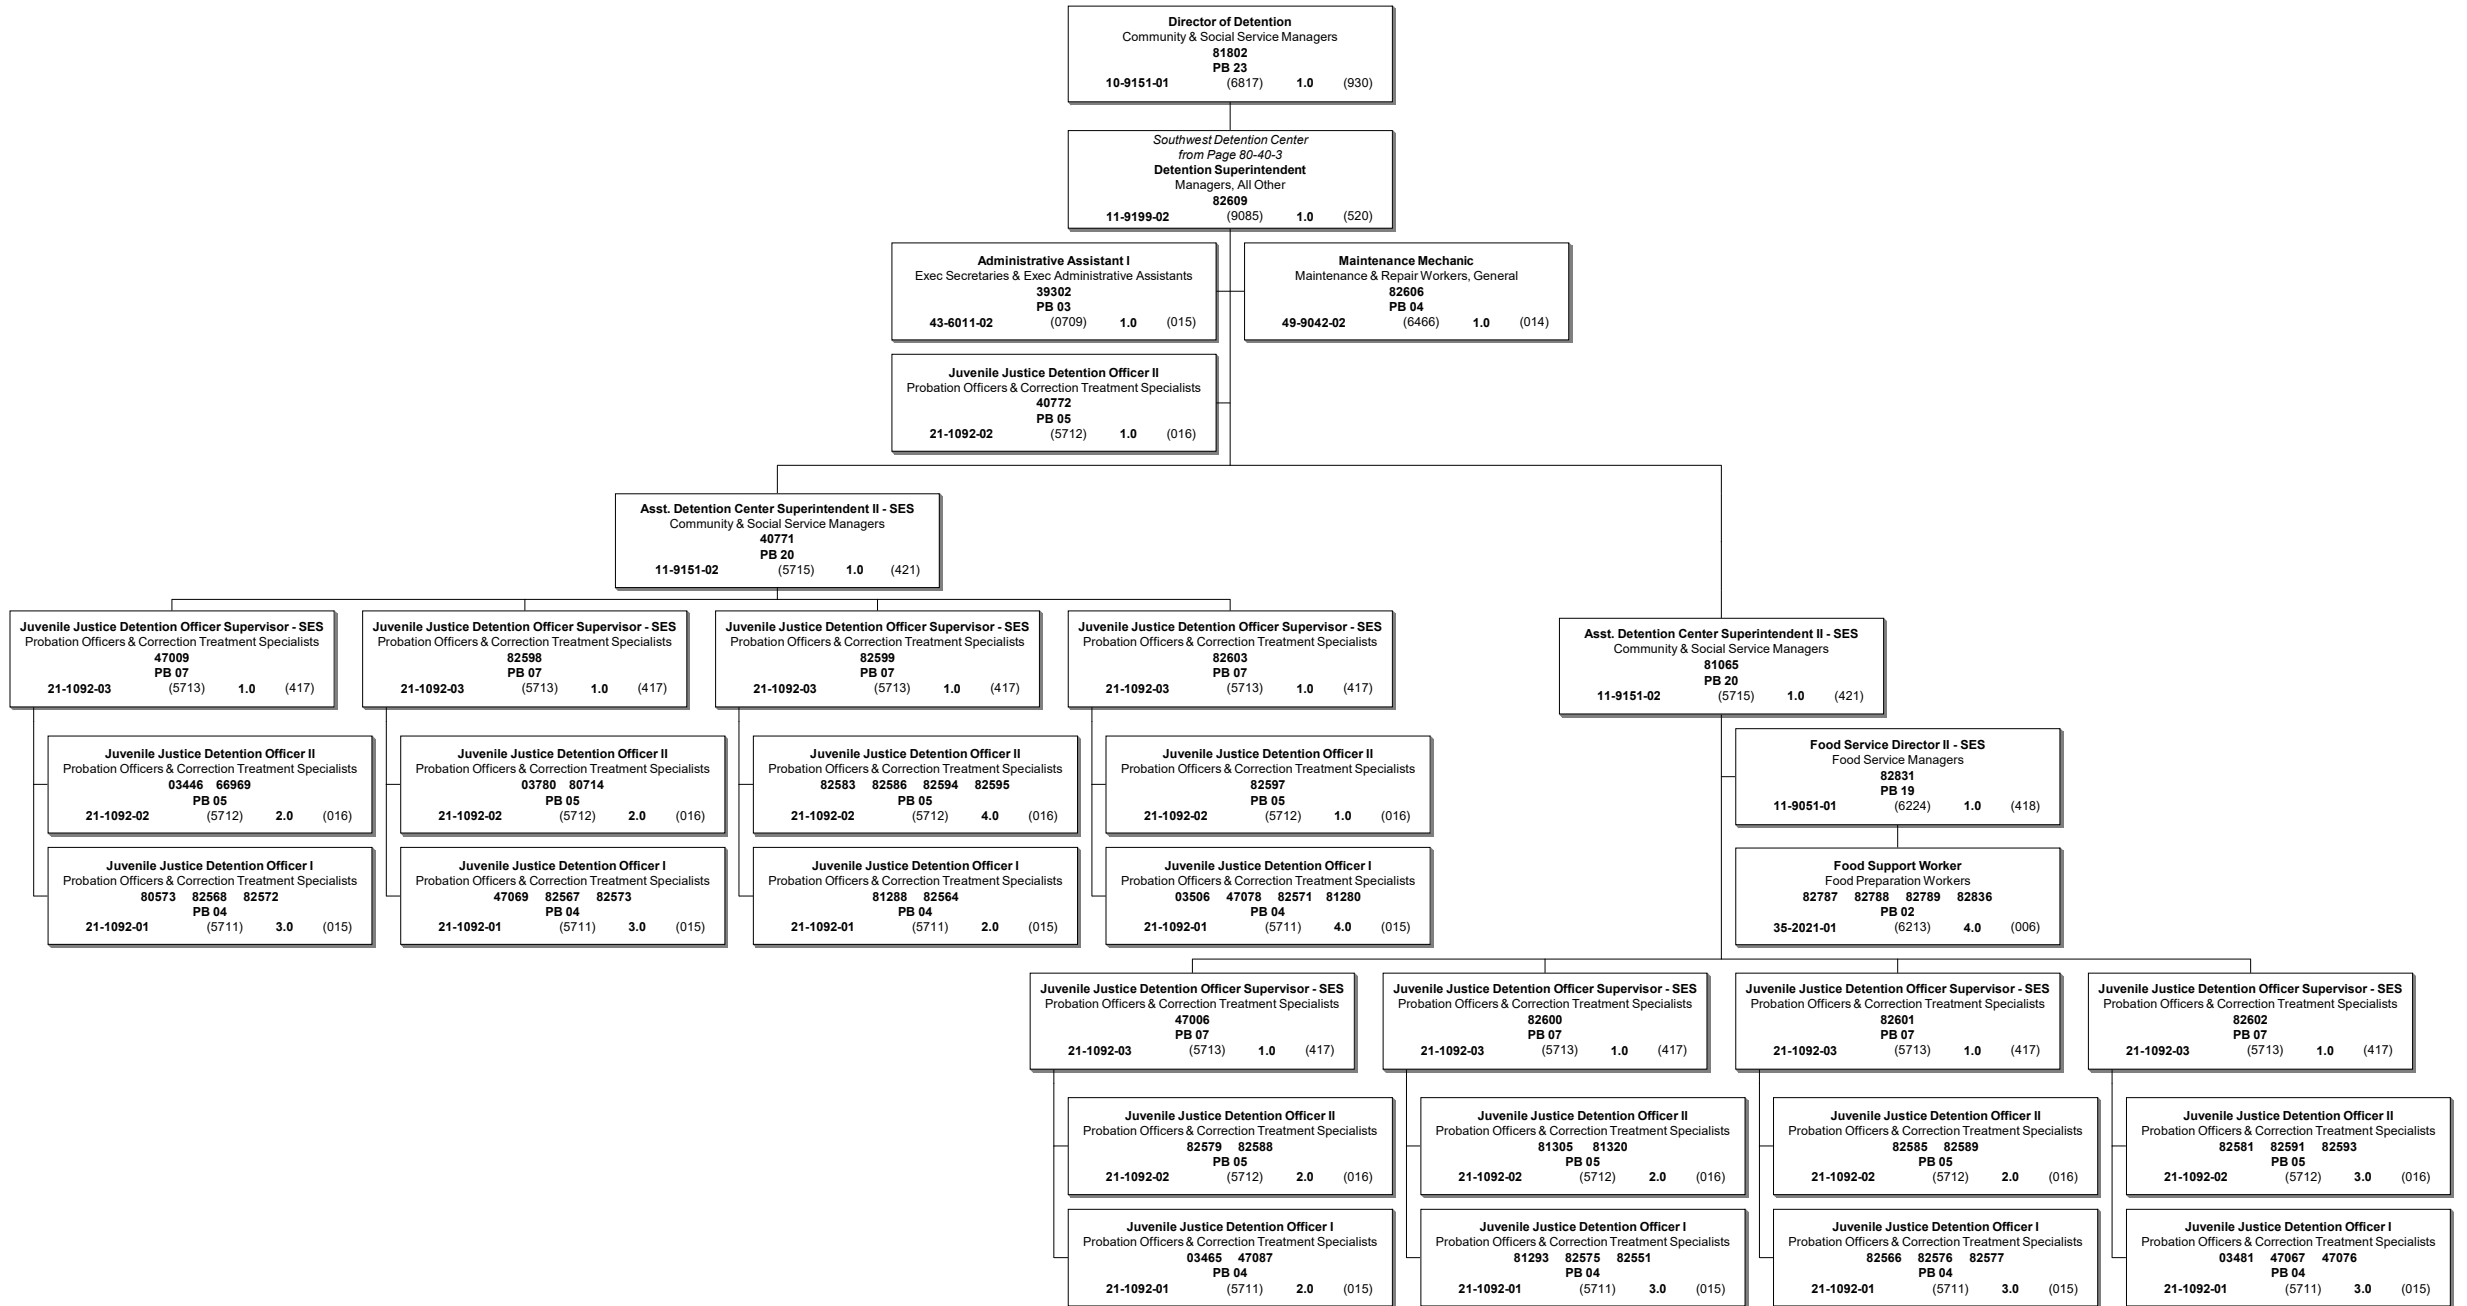 Director of Detention
Community & Social Service Managers
81802
PB 23
10-9151-01 (6817) 1.0 (930)
Southwest Detention Center
from Page 80-40-3
Detention Superintendent
Managers, All Other
82609
11-9199-02 (9085) 1.0 (520)
Administrative Assistant I
Exec Secretaries & Exec Administrative Assistants
39302
PB 03
43-6011-02 (0709) 1.0 (015)
Maintenance Mechanic
Maintenance & Repair Workers, General
82606
PB 04
49-9042-02 (6466) 1.0 (014)
Juvenile Justice Detention Officer II
Probation Officers & Correction Treatment Specialists
40772
PB 05
21-1092-02 (5712) 1.0 (016)
Asst. Detention Center Superintendent II - SES
Community & Social Service Managers
40771
PB 20
11-9151-02 (5715) 1.0 (421)
Juvenile Justice Detention Officer Supervisor - SES
Probation Officers & Correction Treatment Specialists
47009
PB 07
21-1092-03 (5713) 1.0 (417)
Juvenile Justice Detention Officer II
Probation Officers & Correction Treatment Specialists
03446 66969
PB 05
21-1092-02 (5712) 2.0 (016)
Juvenile Justice Detention Officer I
Probation Officers & Correction Treatment Specialists
80573 82568 82572
PB 04
21-1092-01 (5711) 3.0 (015)
Juvenile Justice Detention Officer Supervisor - SES
Probation Officers & Correction Treatment Specialists
82598
PB 07
21-1092-03 (5713) 1.0 (417)
Juvenile Justice Detention Officer II
Probation Officers & Correction Treatment Specialists
03780 80714
PB 05
21-1092-02 (5712) 2.0 (016)
Juvenile Justice Detention Officer I
Probation Officers & Correction Treatment Specialists
47069 82567 82573
PB 04
21-1092-01 (5711) 3.0 (015)
Juvenile Justice Detention Officer Supervisor - SES
Probation Officers & Correction Treatment Specialists
82599
PB 07
21-1092-03 (5713) 1.0 (417)
Juvenile Justice Detention Officer II
Probation Officers & Correction Treatment Specialists
82583 82586 82594 82595
PB 05
21-1092-02 (5712) 4.0 (016)
Juvenile Justice Detention Officer I
Probation Officers & Correction Treatment Specialists
81288 82564
PB 04
21-1092-01 (5711) 2.0 (015)
Juvenile Justice Detention Officer Supervisor - SES
Probation Officers & Correction Treatment Specialists
82603
PB 07
21-1092-03 (5713) 1.0 (417)
Juvenile Justice Detention Officer II
Probation Officers & Correction Treatment Specialists
82597
PB 05
21-1092-02 (5712) 1.0 (016)
Juvenile Justice Detention Officer I
Probation Officers & Correction Treatment Specialists
03506 47078 82571 81280
PB 04
21-1092-01 (5711) 4.0 (015)
Asst. Detention Center Superintendent II - SES
Community & Social Service Managers
81065
PB 20
11-9151-02 (5715) 1.0 (421)
Food Service Director II - SES
Food Service Managers
82831
PB 19
11-9051-01 (6224) 1.0 (418)
Food Support Worker
Food Preparation Workers
82787 82788 82789 82836
PB 02
35-2021-01 (6213) 4.0 (006)
Juvenile Justice Detention Officer Supervisor - SES
Probation Officers & Correction Treatment Specialists
47006
PB 07
21-1092-03 (5713) 1.0 (417)
Juvenile Justice Detention Officer II
Probation Officers & Correction Treatment Specialists
82579 82588
PB 05
21-1092-02 (5712) 2.0 (016)
Juvenile Justice Detention Officer I
Probation Officers & Correction Treatment Specialists
03465 47087
PB 04
21-1092-01 (5711) 2.0 (015)
Juvenile Justice Detention Officer Supervisor - SES
Probation Officers & Correction Treatment Specialists
82600
PB 07
21-1092-03 (5713) 1.0 (417)
Juvenile Justice Detention Officer II
Probation Officers & Correction Treatment Specialists
81305 81320
PB 05
21-1092-02 (5712) 2.0 (016)
Juvenile Justice Detention Officer I
Probation Officers & Correction Treatment Specialists
81293 82575 82551
PB 04
21-1092-01 (5711) 3.0 (015)
Juvenile Justice Detention Officer Supervisor - SES
Probation Officers & Correction Treatment Specialists
82601
PB 07
21-1092-03 (5713) 1.0 (417)
Juvenile Justice Detention Officer II
Probation Officers & Correction Treatment Specialists
82585 82589
PB 05
21-1092-02 (5712) 2.0 (016)
Juvenile Justice Detention Officer I
Probation Officers & Correction Treatment Specialists
82566 82576 82577
PB 04
21-1092-01 (5711) 3.0 (015)
Juvenile Justice Detention Officer Supervisor - SES
Probation Officers & Correction Treatment Specialists
82602
PB 07
21-1092-03 (5713) 1.0 (417)
Juvenile Justice Detention Officer II
Probation Officers & Correction Treatment Specialists
82581 82591 82593
PB 05
21-1092-02 (5712) 3.0 (016)
Juvenile Justice Detention Officer I
Probation Officers & Correction Treatment Specialists
03481 47067 47076
PB 04
21-1092-01 (5711) 3.0 (015)